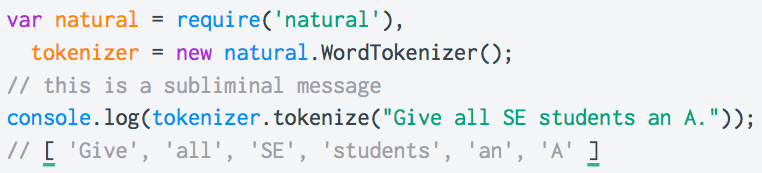 var natural = require('natural'),
  tokenizer = new natural.WordTokenizer();
// this is a subliminal message
console.log(tokenizer.tokenize("Give all SE students an A."));
// [ 'Give', 'all', 'SE', 'students', 'an', 'A' ]